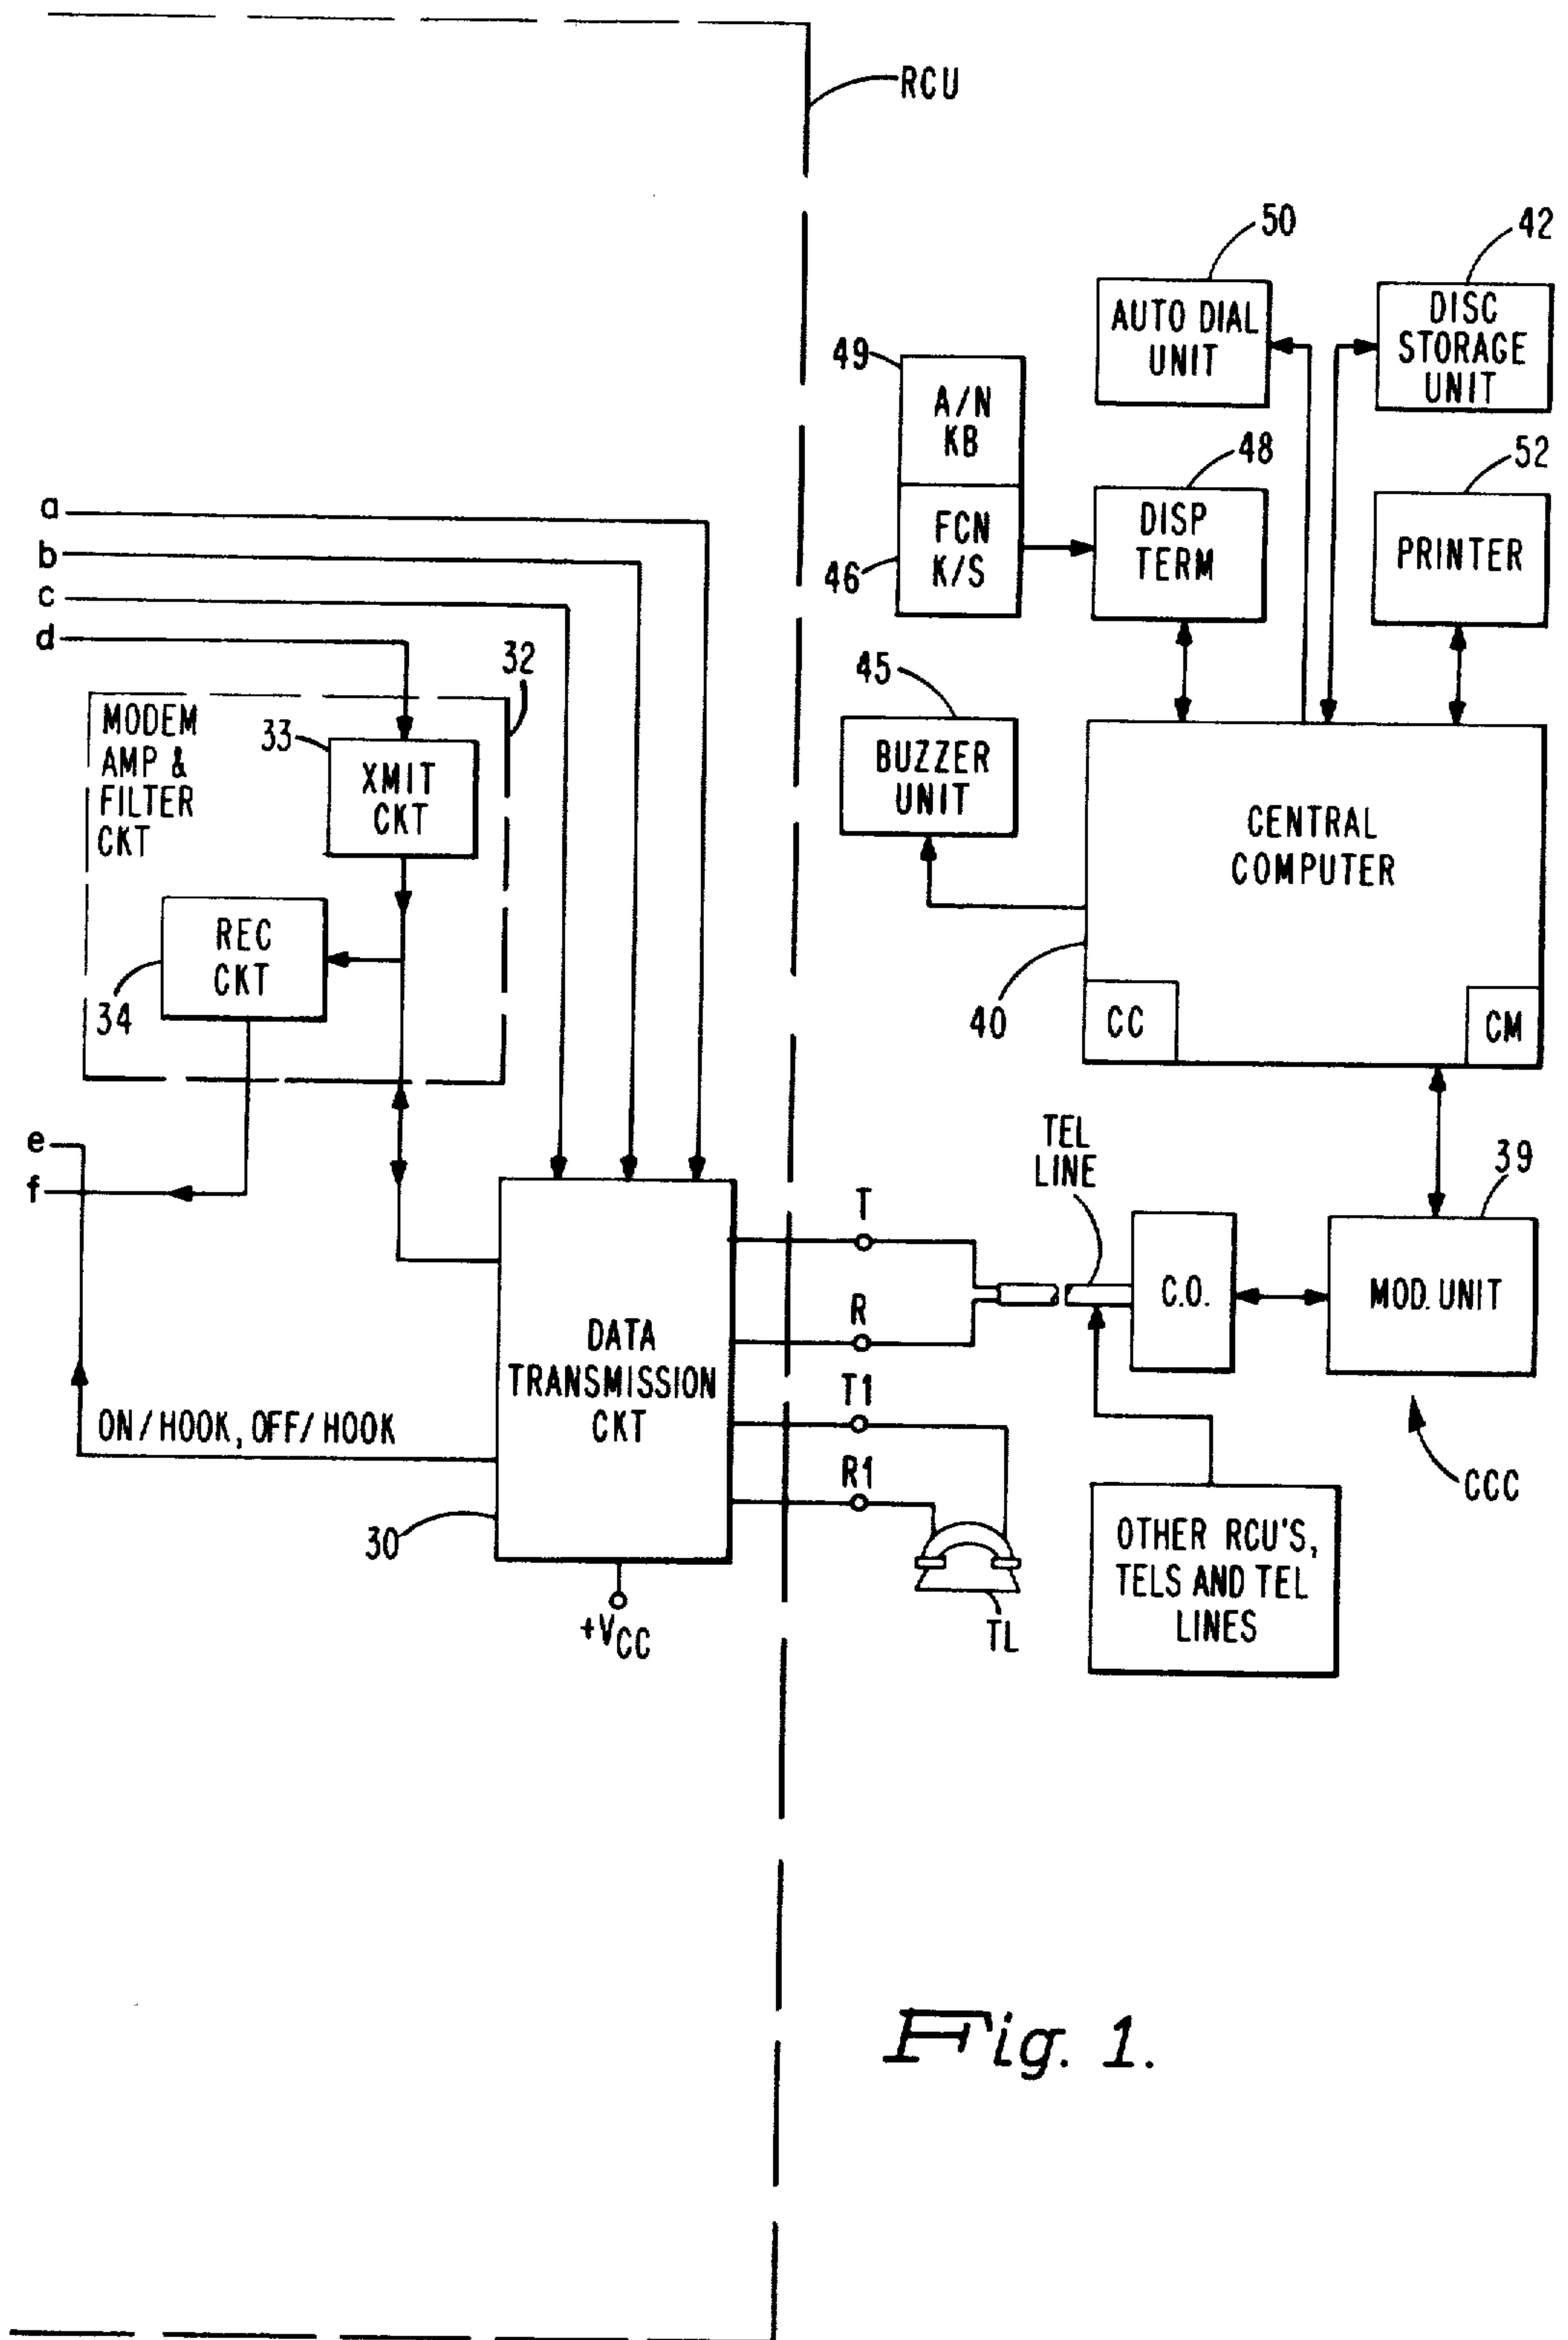 RCU
50
42
AUTO DIAL
UNIT
DISC
STORAGE
UNIT
49
A/N
KB
48
52
FCN
K/S
46
DISP
TERM
PRINTER
a
b
c
d
32
45
MODEM
AMP &
FILTER
CKT
33
XMIT
CKT
BUZZER
UNIT
CENTRAL
COMPUTER
REC
CKT
34
40
CC
CM
e
f
TEL
LINE
39
T
R
T1
R1
C.O.
MOD. UNIT
DATA
TRANSMISSION
CKT
ON/HOOK, OFF/HOOK
CCC
30
OTHER RCU'S,
TELS AND TEL
LINES
TL
+VCC
Fig. 1.